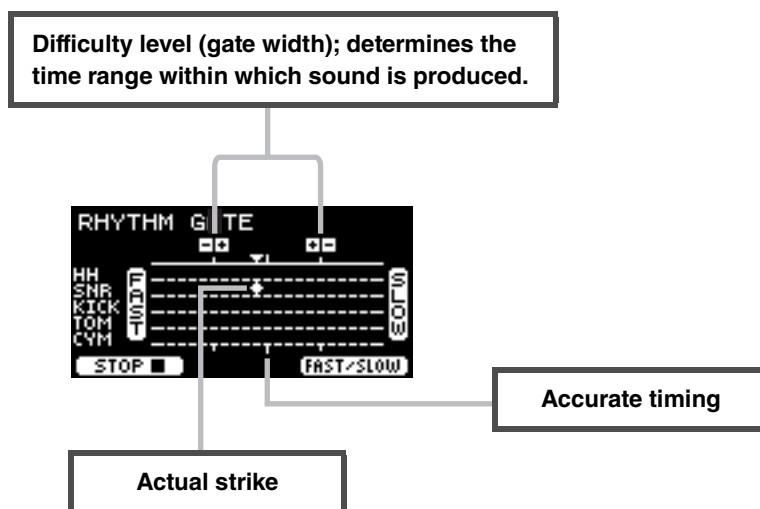 Difficulty level (gate width); determines the
time range within which sound is produced.
RHYTHM GATE
HH
SNR
KICK
TOM
CYM
FAST
SLOW
STOP ■
FAST/SLOW
Accurate timing
Actual strike